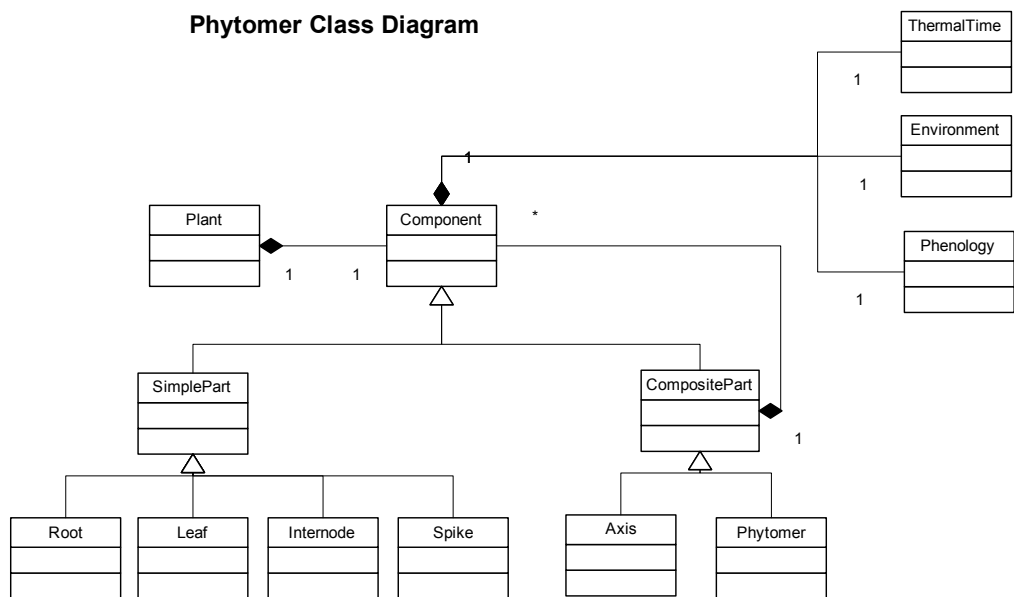 Phytomer Class Diagram
ThermalTime
1
Environment
1
1
Plant
Component
*
Phenology
1
1
1
SimplePart
CompositePart
1
Root
Leaf
Internode
Spike
Axis
Phytomer